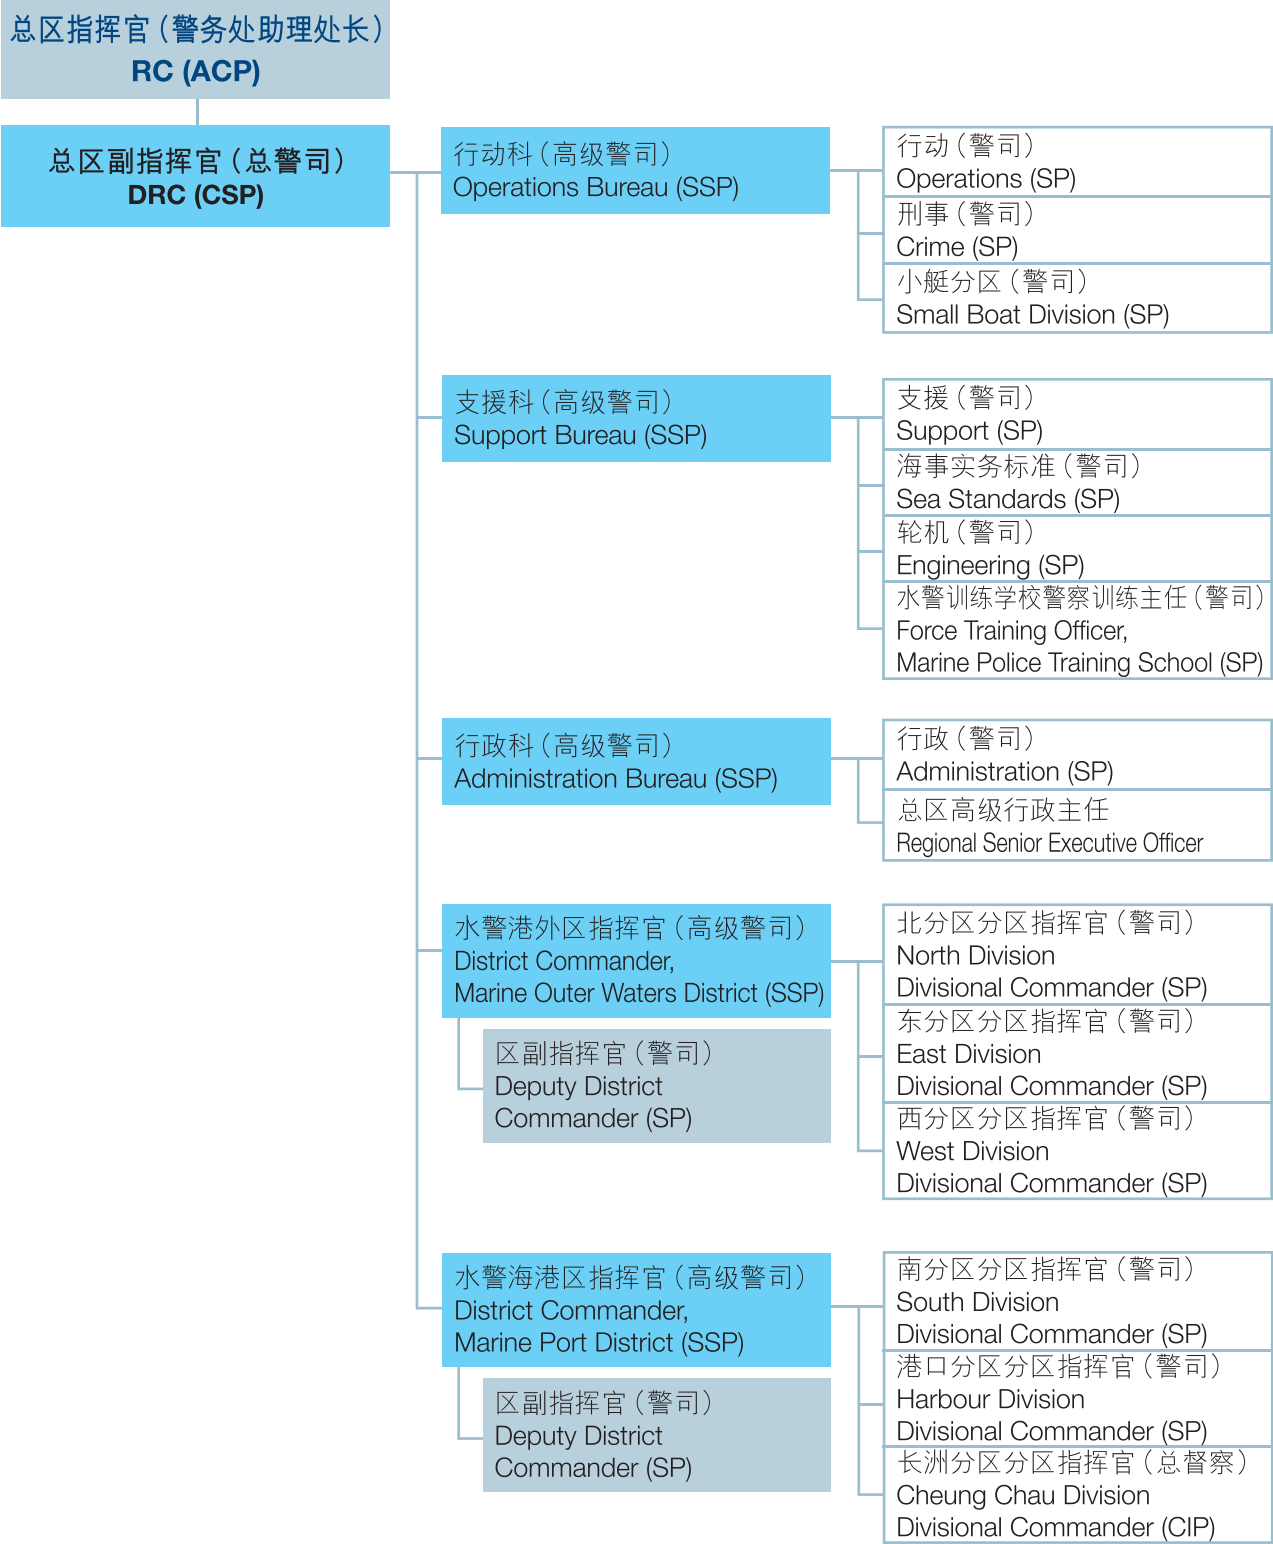 总区指挥官（警务处助理处长）
RC (ACP)
总区副指挥官（总警司）
DRC (CSP)
行动科（高级警司）
Operations Bureau (SSP)
行动（警司）
Operations (SP)
刑事（警司）
Crime (SP)
小艇分区（警司）
Small Boat Division (SP)
支援科（高级警司）
Support Bureau (SSP)
支援（警司）
Support (SP)
海事实务标准（警司）
Sea Standards (SP)
轮机（警司）
Engineering (SP)
水警训练学校警察训练主任（警司）
Force Training Officer,
Marine Police Training School (SP)
行政科（高级警司）
Administration Bureau (SSP)
行政（警司）
Administration (SP)
总区高级行政主任
Regional Senior Executive Officer
水警港外区指挥官（高级警司）
District Commander,
Marine Outer Waters District (SSP)
区副指挥官（警司）
Deputy District
Commander (SP)
北分区分区指挥官（警司）
North Division
Divisional Commander (SP)
东分区分区指挥官（警司）
East Division
Divisional Commander (SP)
西分区分区指挥官（警司）
West Division
Divisional Commander (SP)
水警海港区指挥官（高级警司）
District Commander,
Marine Port District (SSP)
区副指挥官（警司）
Deputy District
Commander (SP)
南分区分区指挥官（警司）
South Division
Divisional Commander (SP)
港口分区分区指挥官（警司）
Harbour Division
Divisional Commander (SP)
长洲分区分区指挥官（总督察）
Cheung Chau Division
Divisional Commander (CIP)